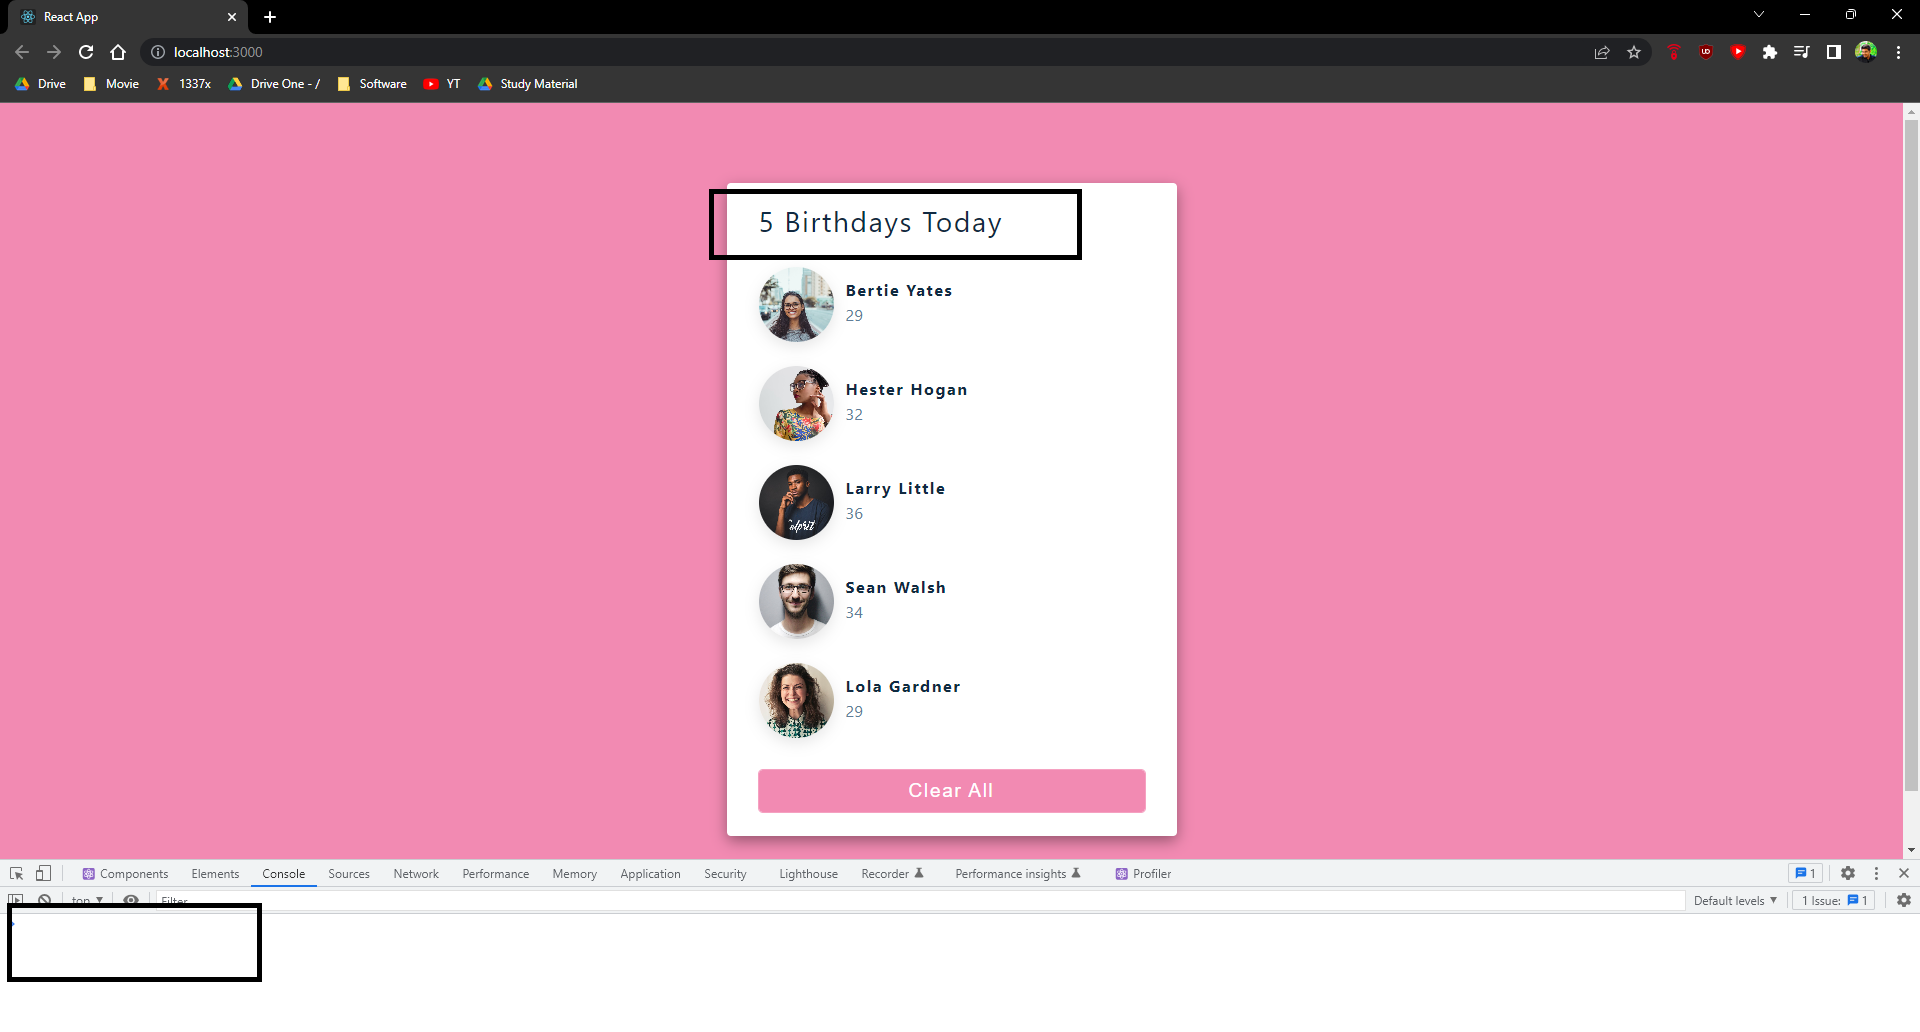 React App
localhost:3000
Drive
Movie
1337x
Drive One - /
Software
YT
Study Material
5 Birthdays Today
Bertie Yates
29
Hester Hogan
32
Larry Little
36
Sean Walsh
34
Lola Gardner
29
Clear All
Components
Elements
Console
Sources
Network
Performance
Memory
Application
Security
Lighthouse
Recorder
Performance insights
Profiler
1
top
Filter
Default levels
1 Issue:
1